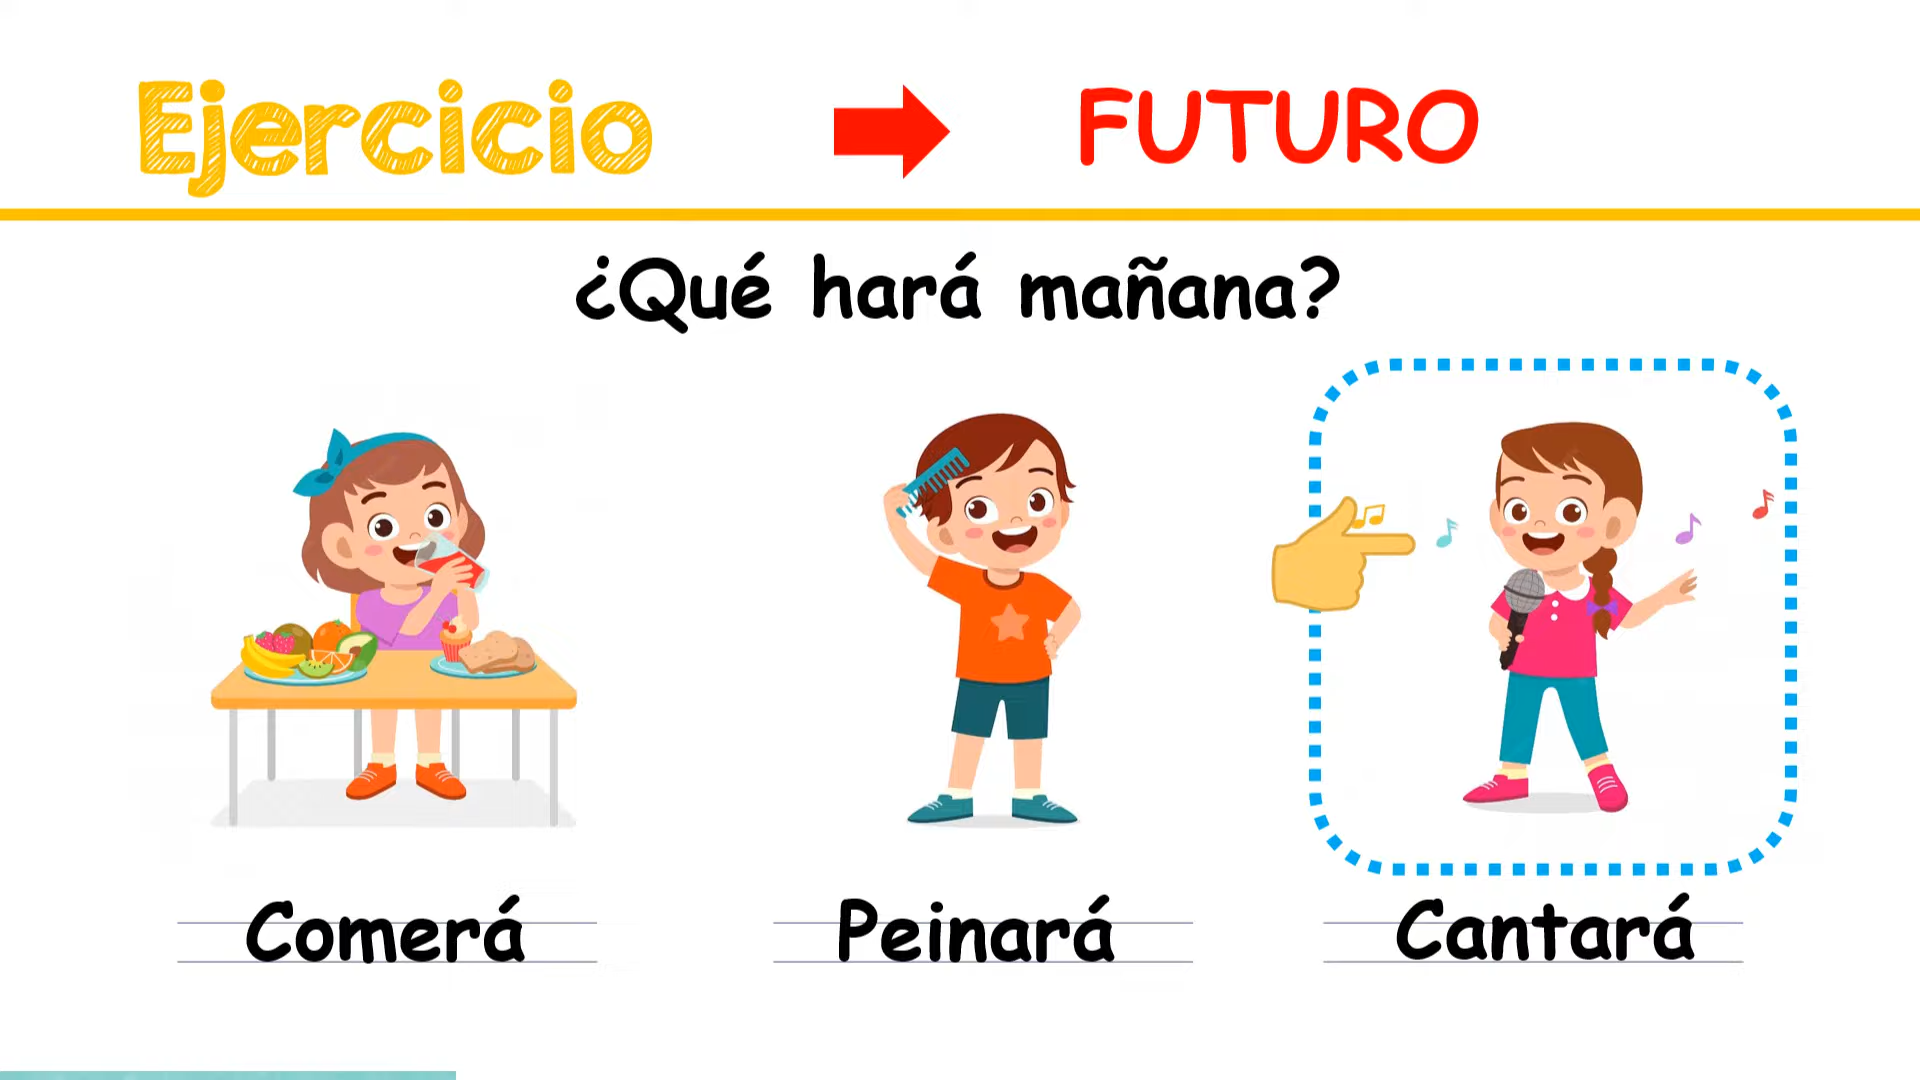 Ejercicio
FUTURO
¿Qué hará mañana?
Comerá
Peinará
Cantará